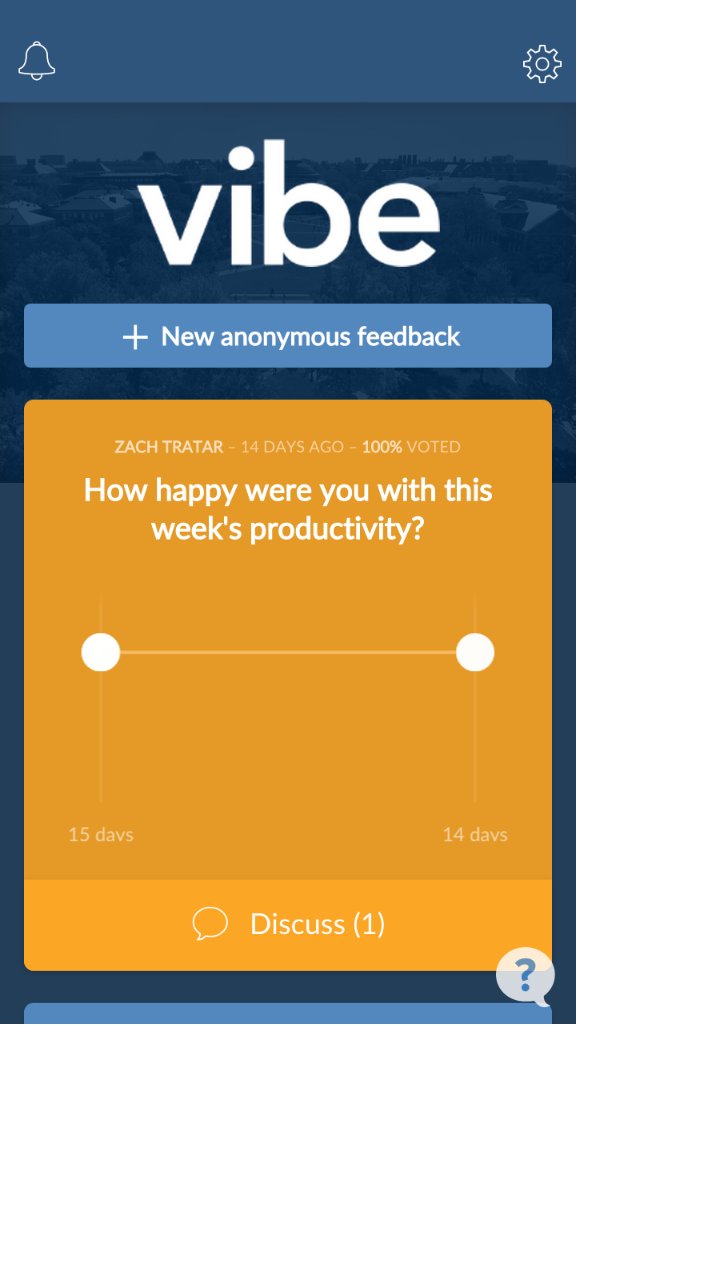 vibe
+ New anonymous feedback
ZACH TRATAR – 14 DAYS AGO – 100% VOTED
How happy were you with this
week's productivity?
15 days
14 days
Discuss (1)
?